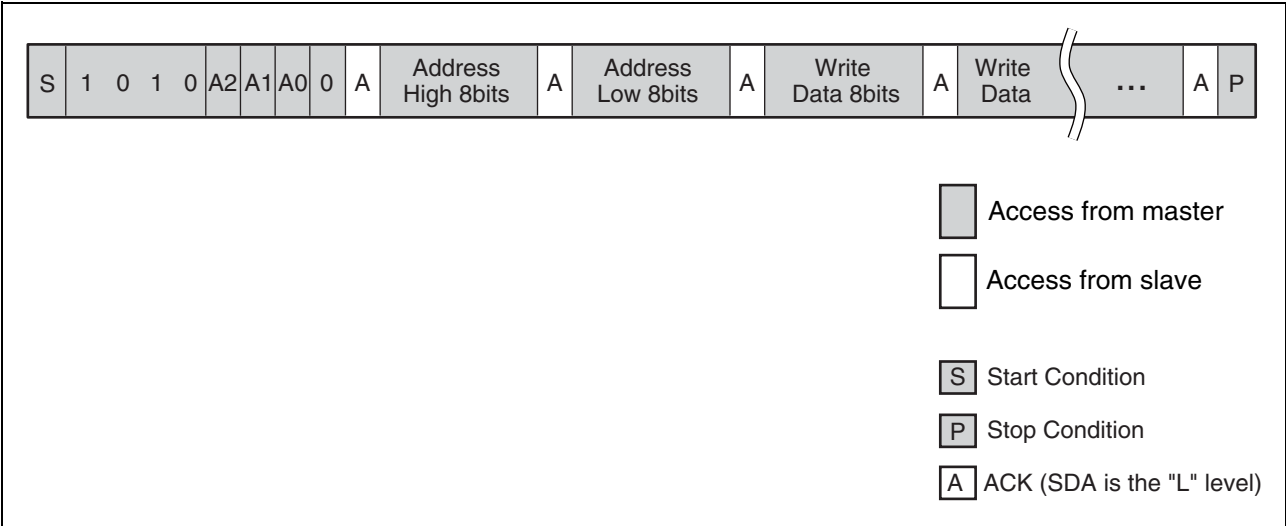 S 1 0 1 0 A2 A1 A0 0 A Address High 8bits A Address Low 8bits A Write Data 8bits A Write Data ... A P
Access from master
Access from slave
S Start Condition
P Stop Condition
A ACK (SDA is the "L" level)